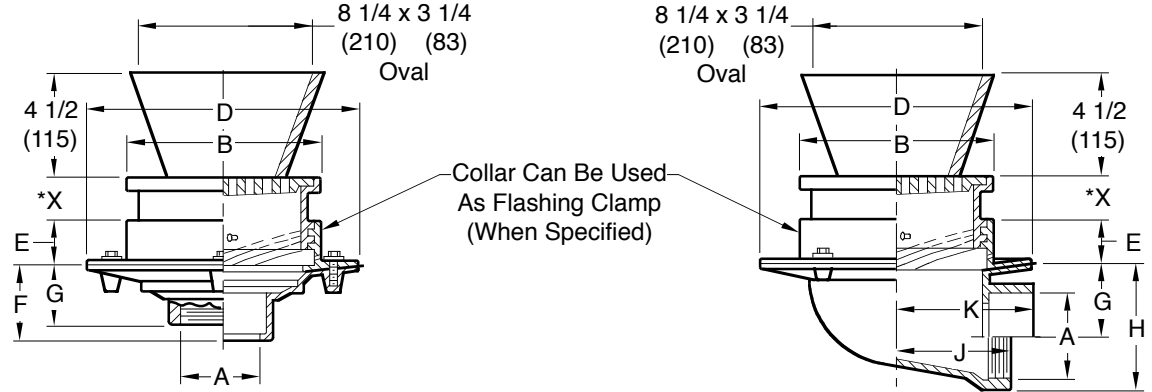 8 1/4 x 3 1/4
(210) (83)
Oval
4 1/2
(115)
D
B
*X
E
F
G
A
Collar Can Be Used
As Flashing Clamp
(When Specified)
8 1/4 x 3 1/4
(210) (83)
Oval
D
B
4 1/2
(115)
*X
E
G
K
A
H
J